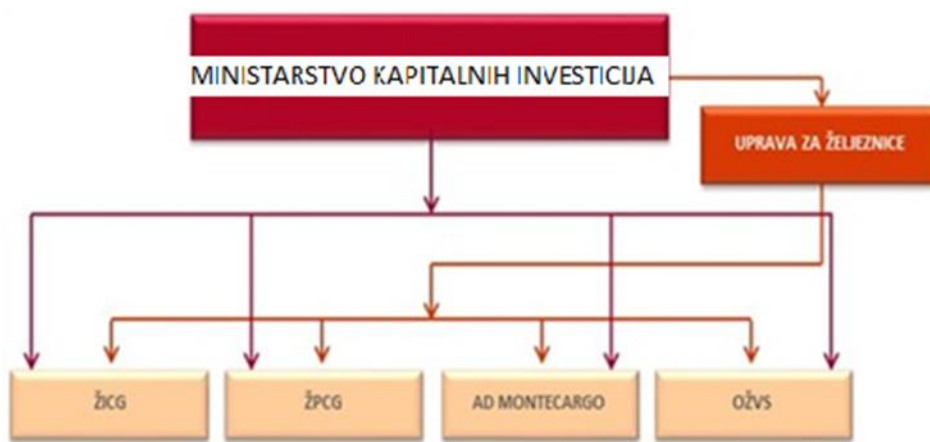 MINISTARSTVO KAPITALNIH INVESTICIJA
UPRAVA ZA ŽELJEZNICE
ŽICG
ŽPCG
AD MONTECARGO
OŽVS